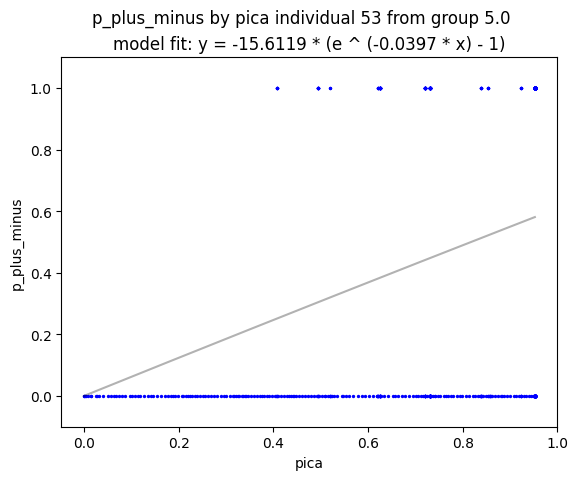 p_plus_minus by pica individual 53 from group 5.0
model fit: y = -15.6119 * (e ^ (-0.0397 * x) - 1)
1.0
0.8
0.6
0.4
0.2
0.0
p_plus_minus
0.0 0.2 0.4 0.6 0.8 1.0
pica